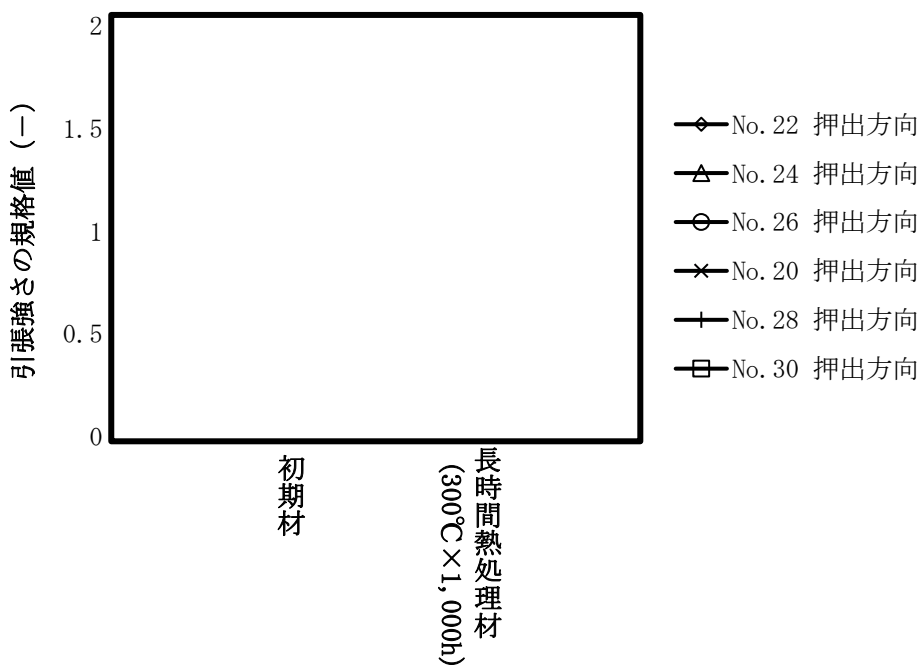 引張強さの規格値 (－)
2
1.5
1
0.5
0
初期材
長時間熱処理材
(300℃×1,000h)
No.22 押出方向
No.24 押出方向
No.26 押出方向
No.20 押出方向
No.28 押出方向
No.30 押出方向